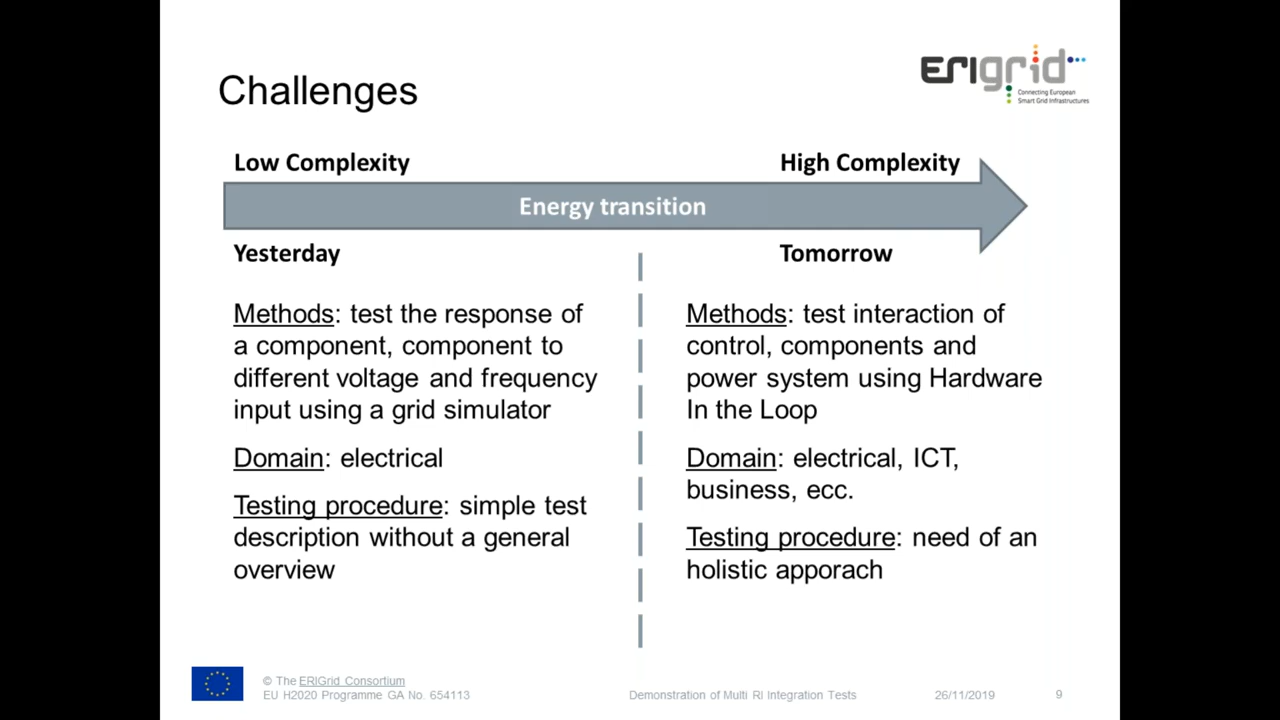 Challenges
ERIGrid
Connecting European
Smart Grid Infrastructures
Low Complexity
High Complexity
Energy transition
Yesterday
Tomorrow
Methods: test the response of
a component, component to
different voltage and frequency
input using a grid simulator
Domain: electrical
Testing procedure: simple test
description without a general
overview
Methods: test interaction of
control, components and
power system using Hardware
In the Loop
Domain: electrical, ICT,
business, ecc.
Testing procedure: need of an
holistic apporach
© The ERIGrid Consortium
EU H2020 Programme GA No. 654113
Demonstration of Multi RI Integration Tests
26/11/2019
9